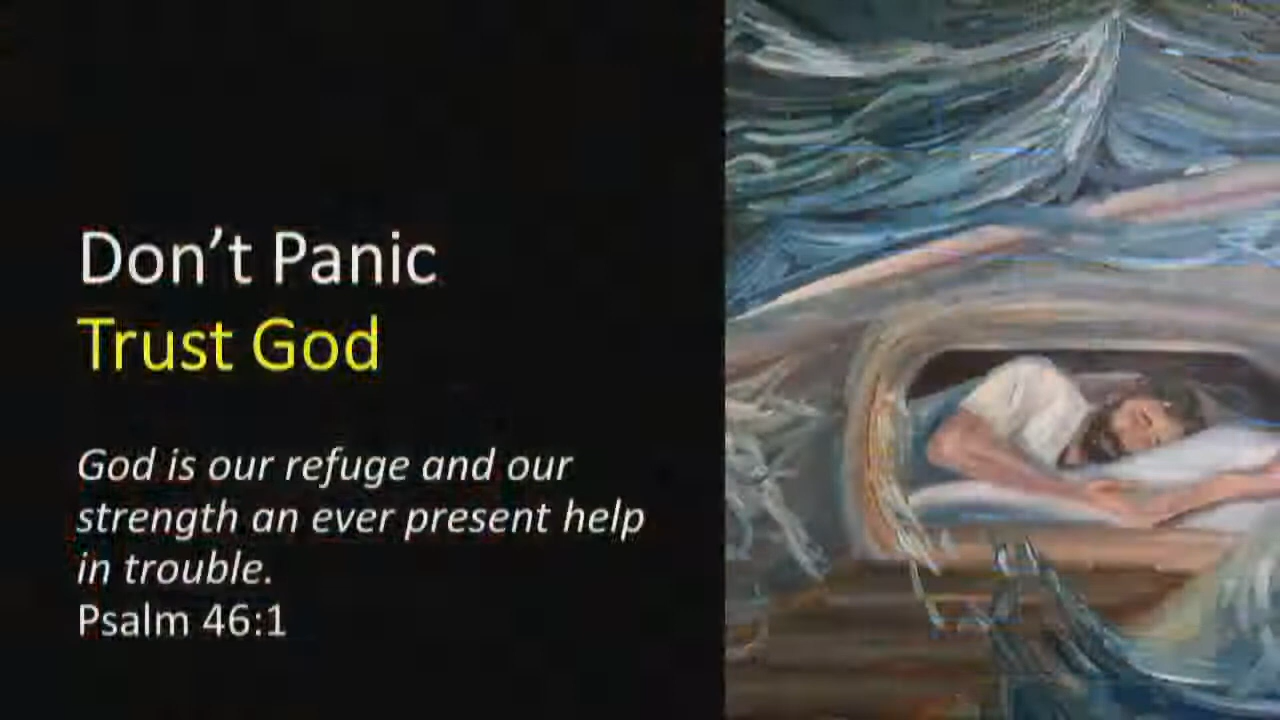 Don’t Panic
Trust God
God is our refuge and our
strength an ever present help
in trouble.
Psalm 46:1